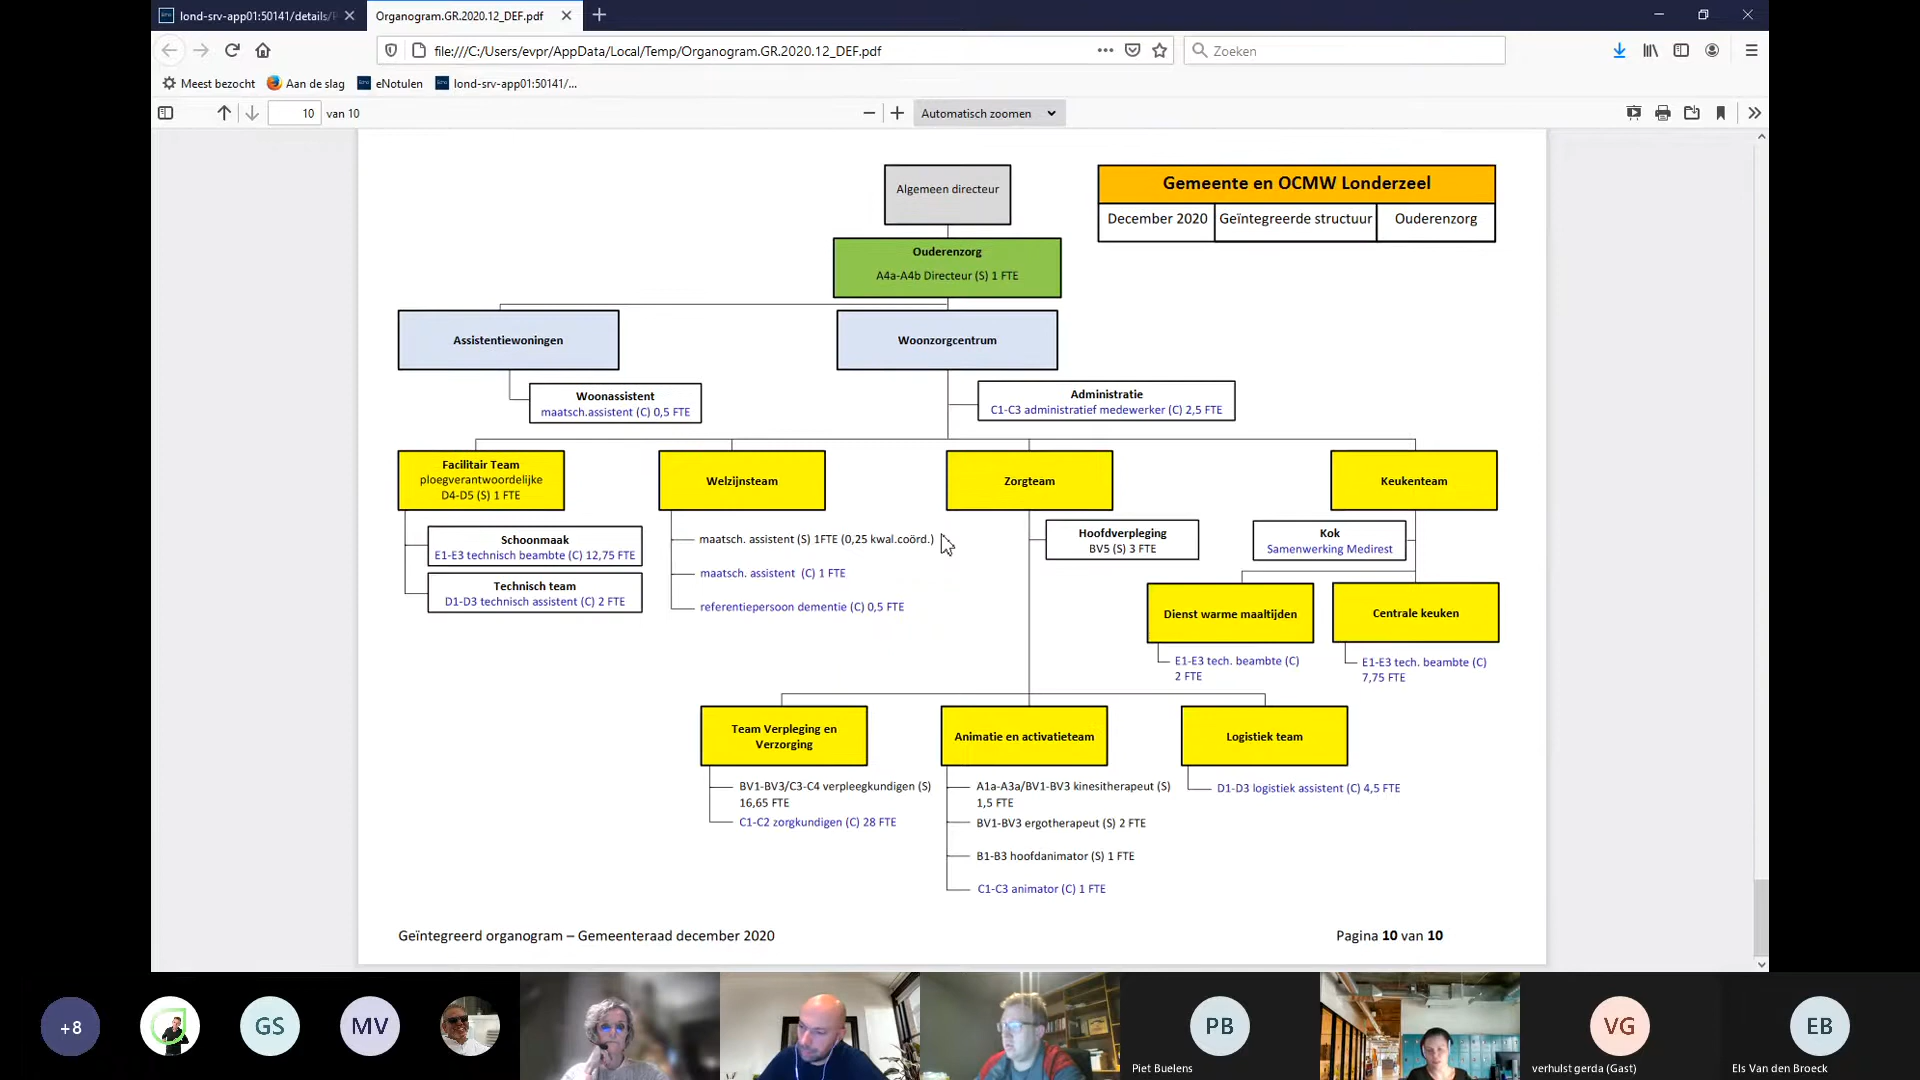 lond-srv-app01:50141/details/
Organogram.GR.2020.12_DEF.pdf
file:///C:/Users/evpr/AppData/Local/Temp/Organogram.GR.2020.12_DEF.pdf
Zoeken
Meest bezocht
Aan de slag
eNotulen
lond-srv-app01:50141/...
10 van 10
Automatisch zoomen
Algemeen directeur
Gemeente en OCMW Londerzeel
December 2020
Geïntegreerde structuur
Ouderenzorg
Ouderenzorg
A4a-A4b Directeur (S) 1 FTE
Assistentiewoningen
Woonzorgcentrum
Woonassistent
maatsch.assistent (C) 0,5 FTE
Administratie
C1-C3 administratief medewerker (C) 2,5 FTE
Facilitair Team
ploegverantwoordelijke
D4-D5 (S) 1 FTE
Welzijnsteam
Zorgteam
Keukenteam
Schoonmaak
E1-E3 technisch beambte (C) 12,75 FTE
Technisch team
D1-D3 technisch assistent (C) 2 FTE
maatsch. assistent (S) 1FTE (0,25 kwal.coörd.)
maatsch. assistent (C) 1 FTE
referentiepersoon dementie (C) 0,5 FTE
Hoofdverpleging
BV5 (S) 3 FTE
Kok
Samenwerking Medirest
Dienst warme maaltijden
Centrale keuken
E1-E3 tech. beambte (C)
2 FTE
E1-E3 tech. beambte (C)
7,75 FTE
Team Verpleging en
Verzorging
Animatie en activatieteam
Logistiek team
BV1-BV3/C3-C4 verpleegkundigen (S)
16,65 FTE
C1-C2 zorgkundigen (C) 28 FTE
A1a-A3a/BV1-BV3 kinesitherapeut (S)
1,5 FTE
BV1-BV3 ergotherapeut (S) 2 FTE
B1-B3 hoofdanimator (S) 1 FTE
C1-C3 animator (C) 1 FTE
D1-D3 logistiek assistent (C) 4,5 FTE
Geïntegreerd organogram – Gemeenteraad december 2020
Pagina 10 van 10
+8
GS
MV
PB
Piet Buelens
VG
verhulst gerda (Gast)
EB
Els Van den Broeck